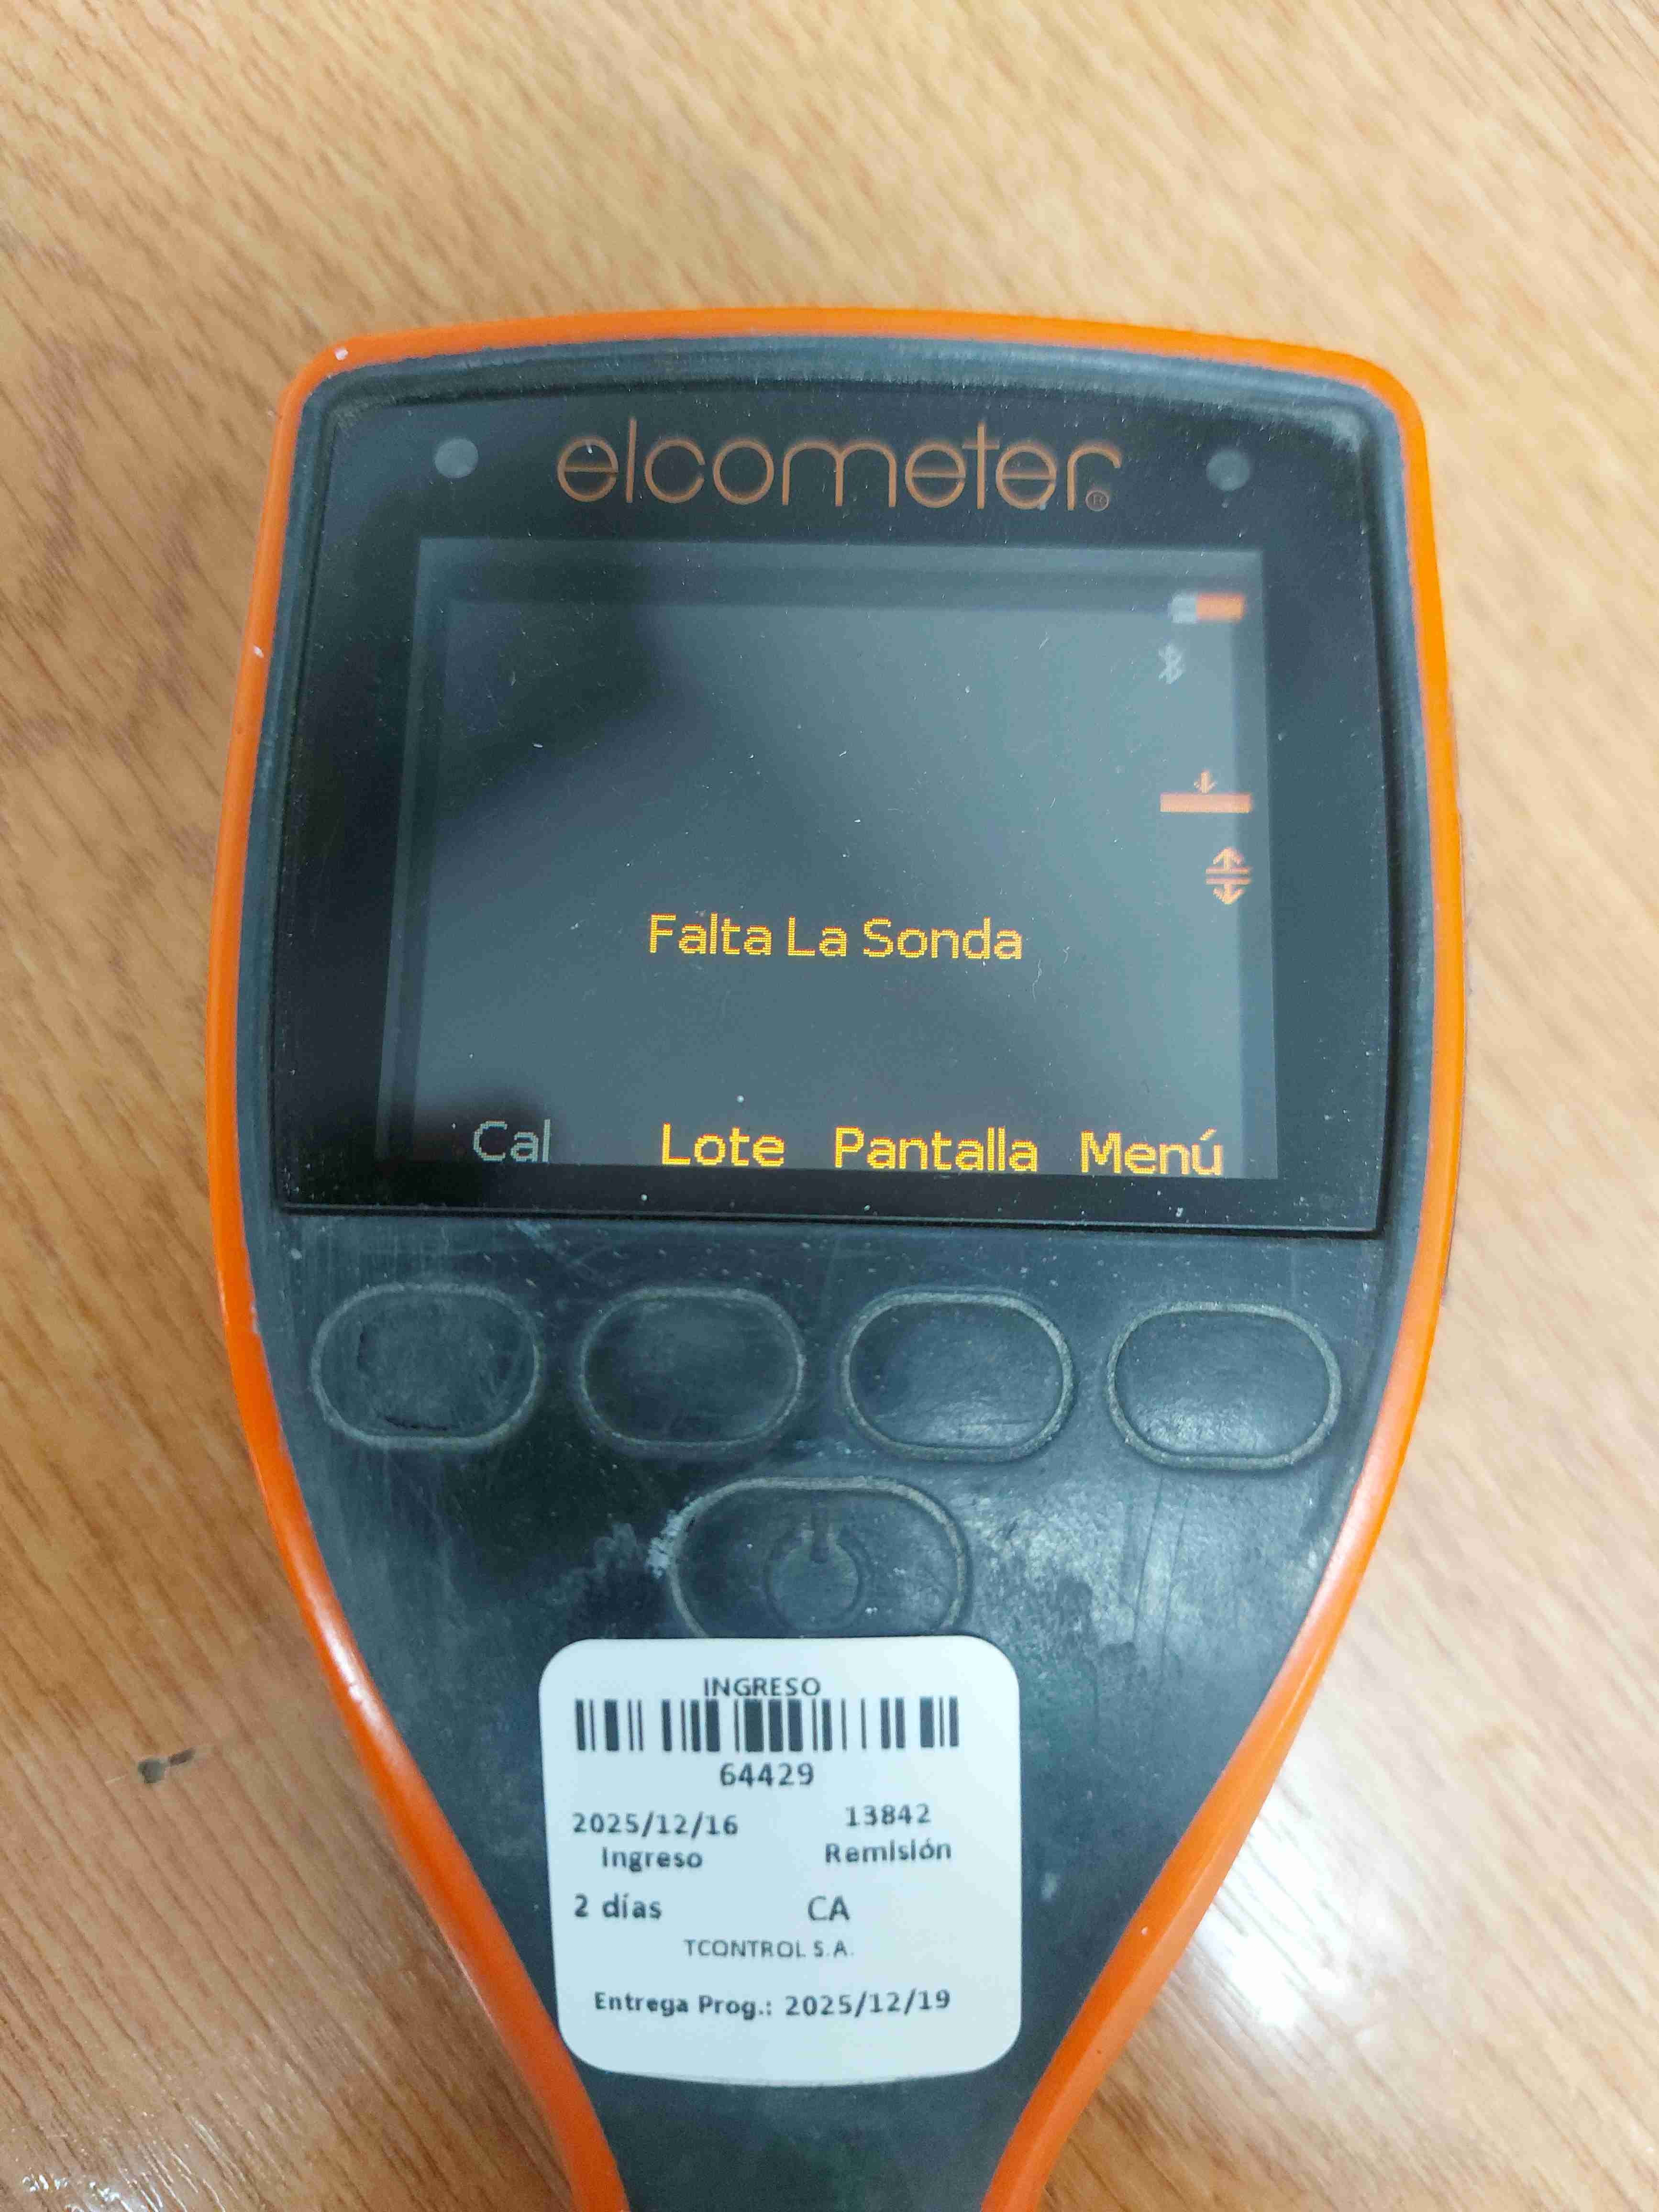 elcometer®
Falta La Sonda
Cal Lote Pantalla Menú
INGRESO
64429
2025/12/16 13842
Ingreso Remisión
2 días CA
TCONTROL S.A.
Entrega Prog.: 2025/12/19